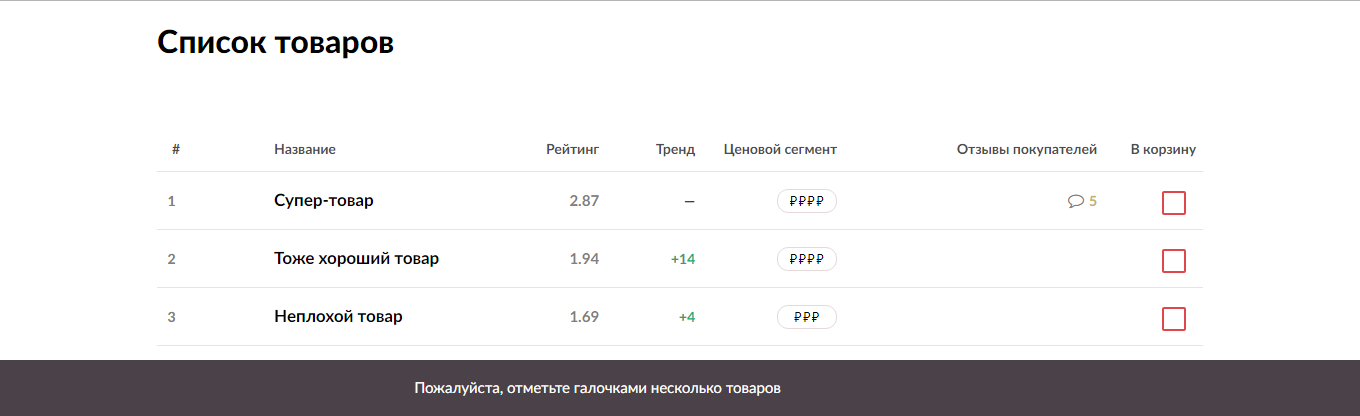 Список товаров
# Название Рейтинг Тренд Ценовой сегмент Отзывы покупателей В корзину
1 Супер-товар 2.87 — ₽₽₽₽ 5
2 Тоже хороший товар 1.94 +14 ₽₽₽₽
3 Неплохой товар 1.69 +4 ₽₽₽
Пожалуйста, отметьте галочками несколько товаров